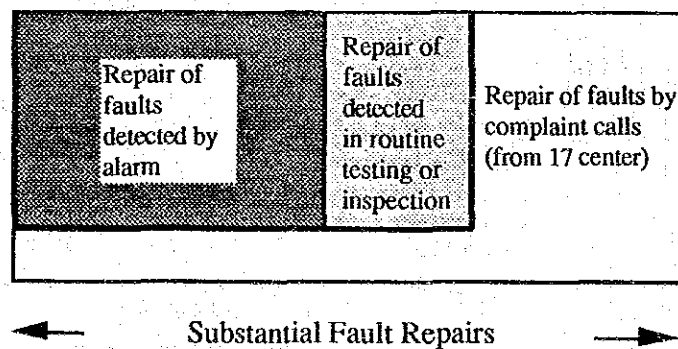 Repair of
faults
detected by
alarm
Repair of
faults
detected
in routine
testing or
inspection
Repair of faults by
complaint calls
(from 17 center)
Substantial Fault Repairs